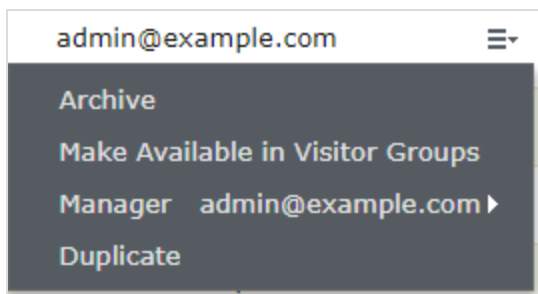 admin@example.com
Archive
Make Available in Visitor Groups
Manager admin@example.com
Duplicate